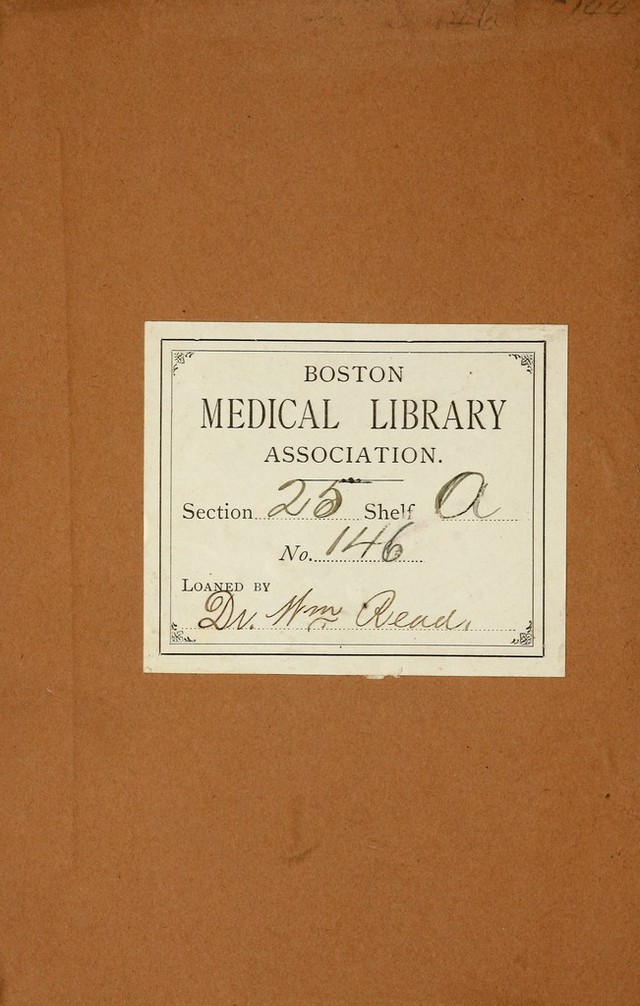 BOSTON
MEDICAL LIBRARY
ASSOCIATION.
Section 25 Shelf A
No. 146
LOANED BY
Dr. Wm Read.